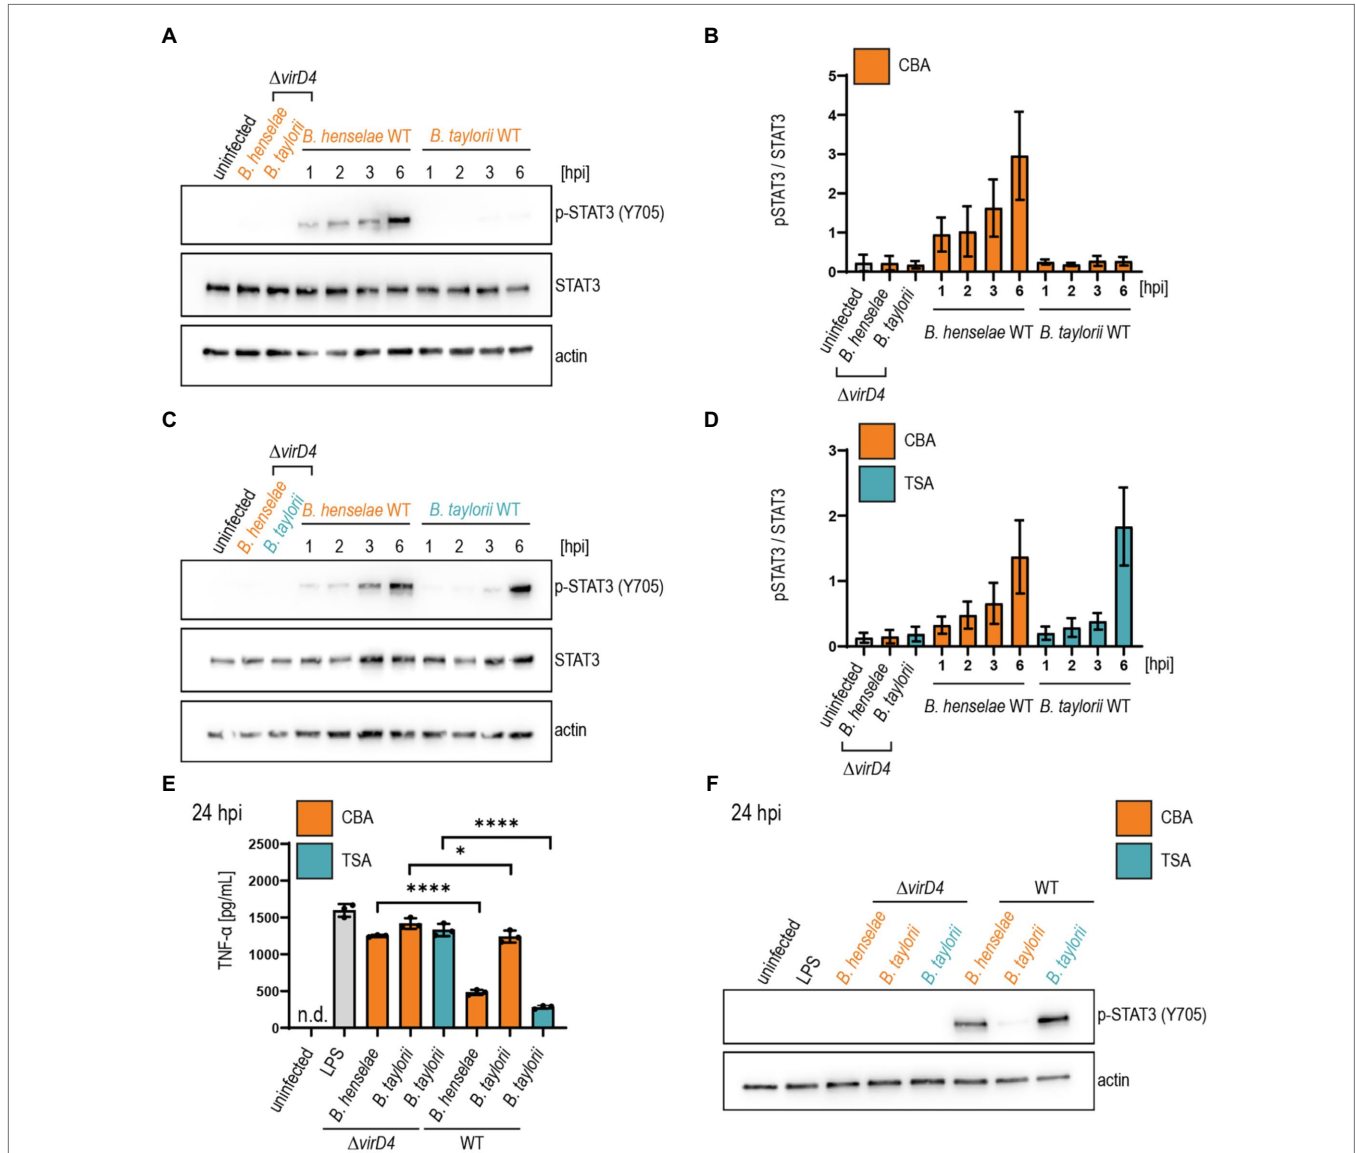 A
ΔvirD4
uninfected
B. henselae
B. taylorii
B. henselae WT
B. taylorii WT
1 2 3 6 1 2 3 6 [hpi]
p-STAT3 (Y705)
STAT3
actin
B
CBA
pSTAT3 / STAT3
5
4
3
2
1
0
1 2 3 6 1 2 3 6 [hpi]
uninfected
B. henselae
B. taylorii
B. henselae WT B. taylorii WT
ΔvirD4
C
ΔvirD4
uninfected
B. henselae
B. taylorii
B. henselae WT
B. taylorii WT
1 2 3 6 1 2 3 6 [hpi]
p-STAT3 (Y705)
STAT3
actin
D
CBA
TSA
pSTAT3 / STAT3
3
2
1
0
1 2 3 6 1 2 3 6 [hpi]
uninfected
B. henselae
B. taylorii
B. henselae WT B. taylorii WT
ΔvirD4
E
24 hpi
CBA
TSA
TNF-α [pg/mL]
2500
2000
1500
1000
500
0
****
*
****
n.d.
uninfected
LPS
B. henselae
B. taylorii
B. taylorii
B. henselae
B. taylorii
B. taylorii
ΔvirD4
WT
F
24 hpi
CBA
TSA
ΔvirD4
WT
uninfected
LPS
B. henselae
B. taylorii
B. taylorii
B. henselae
B. taylorii
B. taylorii
p-STAT3 (Y705)
actin